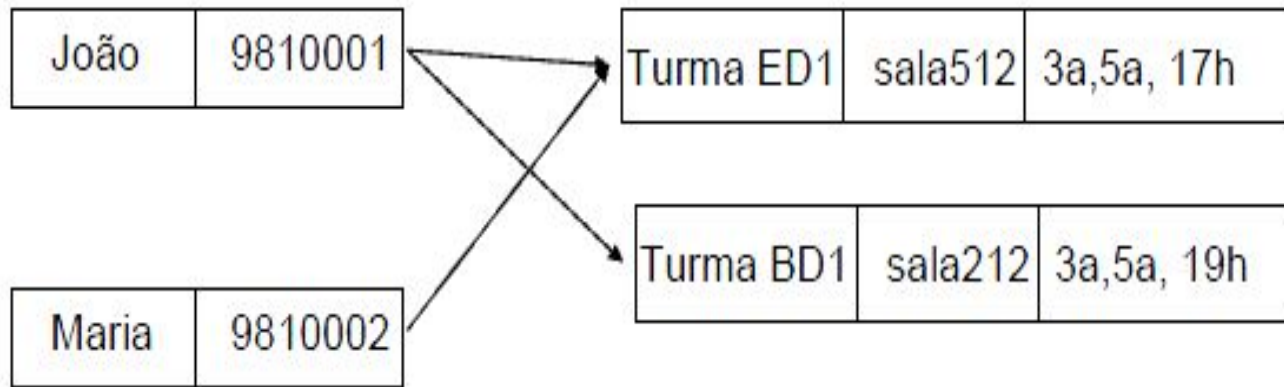 João 9810001
Turma ED1 sala512 3a,5a, 17h
Turma BD1 sala212 3a,5a, 19h
Maria 9810002